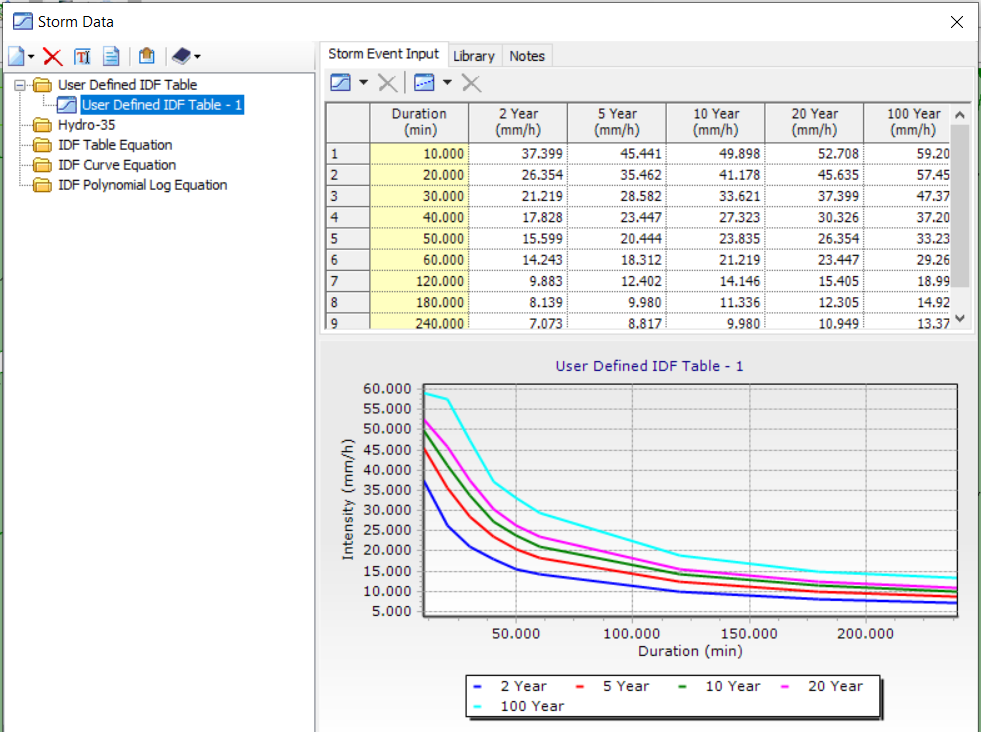 Storm Data
User Defined IDF Table
User Defined IDF Table - 1
Hydro-35
IDF Table Equation
IDF Curve Equation
IDF Polynomial Log Equation
Storm Event Input Library Notes
Duration (min) 2 Year (mm/h) 5 Year (mm/h) 10 Year (mm/h) 20 Year (mm/h) 100 Year (mm/h)
1 10.000 37.399 45.441 49.898 52.708 59.20
2 20.000 26.354 35.462 41.178 45.635 57.45
3 30.000 21.219 28.582 33.621 37.399 47.37
4 40.000 17.828 23.447 27.323 30.326 37.20
5 50.000 15.599 20.444 23.835 26.354 33.23
6 60.000 14.243 18.312 21.219 23.447 29.26
7 120.000 9.883 12.402 14.146 15.405 18.99
8 180.000 8.139 9.980 11.336 12.305 14.92
9 240.000 7.073 8.817 9.980 10.949 13.37
User Defined IDF Table - 1
60.000
55.000
50.000
45.000
40.000
35.000
30.000
25.000
20.000
15.000
10.000
5.000
Intensity (mm/h)
50.000 100.000 150.000 200.000
Duration (min)
2 Year 5 Year 10 Year 20 Year
100 Year